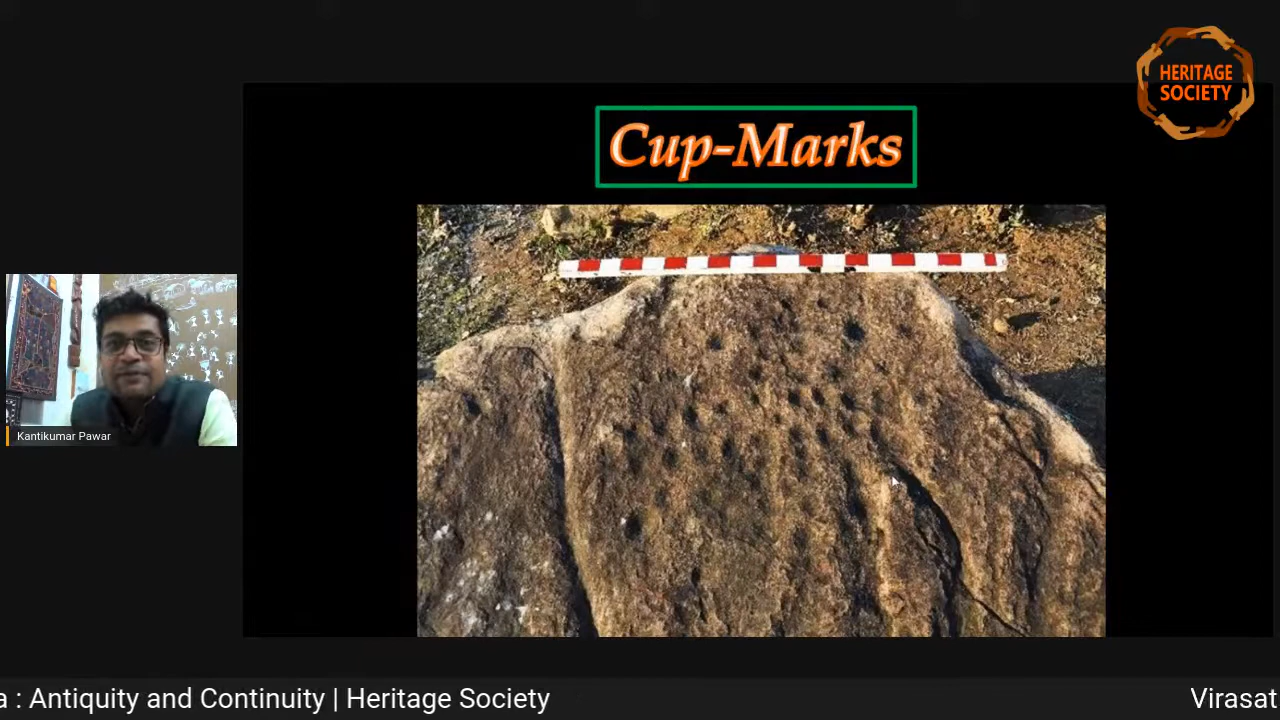 HERITAGE
SOCIETY
Cup-Marks
Kantikumar Pawar
a : Antiquity and Continuity | Heritage Society
Virasat